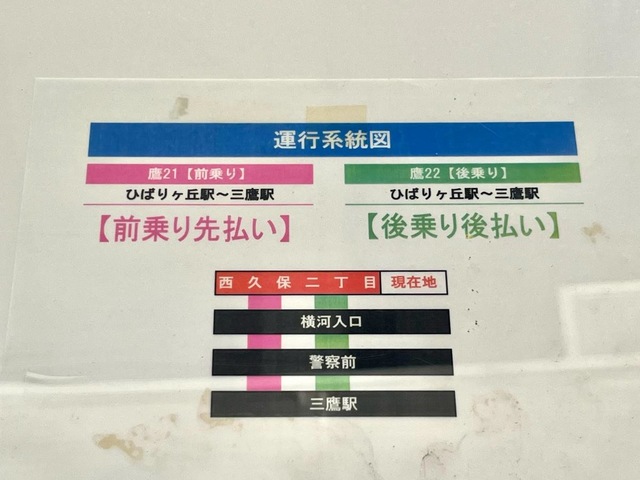 運行系統図
鷹21【前乗り】
ひばりヶ丘駅～三鷹駅
【前乗り先払い】
鷹22【後乗り】
ひばりヶ丘駅～三鷹駅
【後乗り後払い】
西久保二丁目 現在地
横河入口
警察前
三鷹駅